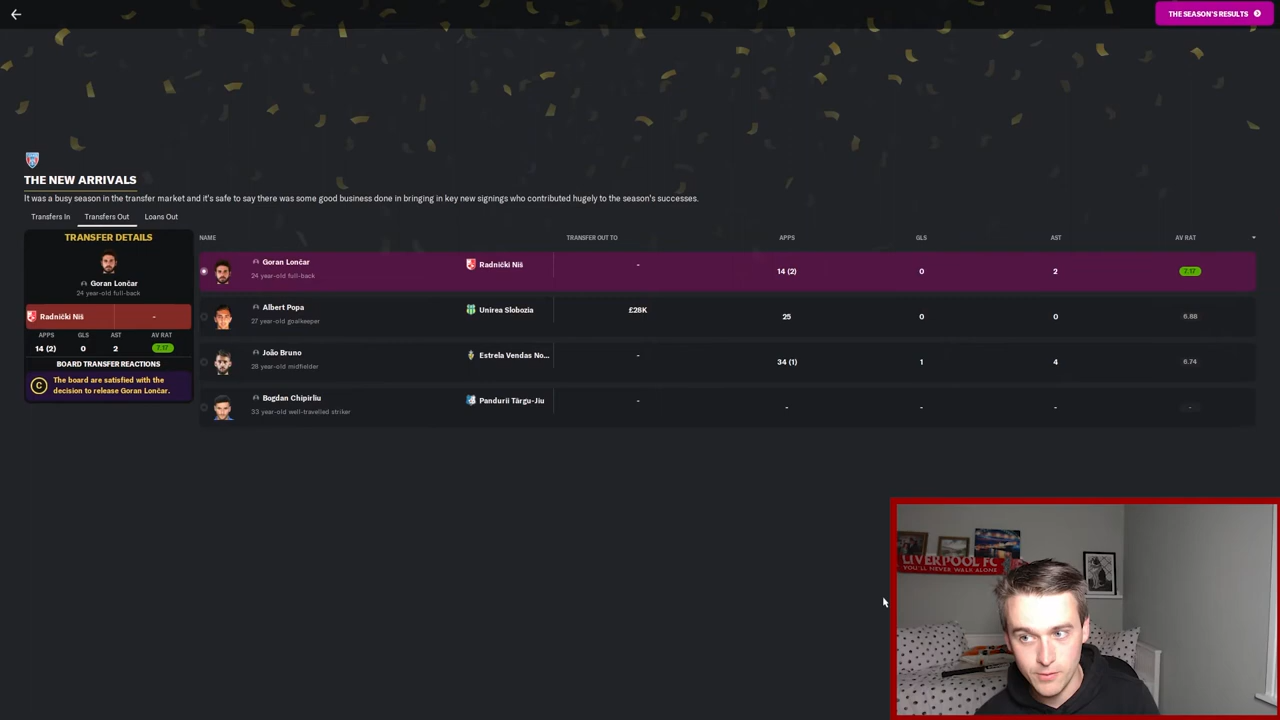 THE SEASON'S RESULTS
THE NEW ARRIVALS
It was a busy season in the transfer market and it's safe to say there was some good business done in bringing in key new signings who contributed hugely to the season's successes.
Transfers In Transfers Out Loans Out
TRANSFER DETAILS
Goran Lončar
24 year-old full-back
Radnički Niš -
APPS GLS AST AV RAT
14 (2) 0 2 7.17
BOARD TRANSFER REACTIONS
C The board are satisfied with the
decision to release Goran Lončar.
NAME TRANSFER OUT TO APPS GLS AST AV RAT
Goran Lončar Radnički Niš - 14 (2) 0 2 7.17
24 year-old full-back
Albert Popa Unirea Slobozia £28K 25 0 0 6.88
27 year-old goalkeeper
João Bruno Estrela Vendas No... - 34 (1) 1 4 6.74
28 year-old midfielder
Bogdan Chipirliu Pandurii Târgu-Jiu - - - - -
33 year-old well-travelled striker
LIVERPOOL FC
YOU'LL NEVER WALK ALONE